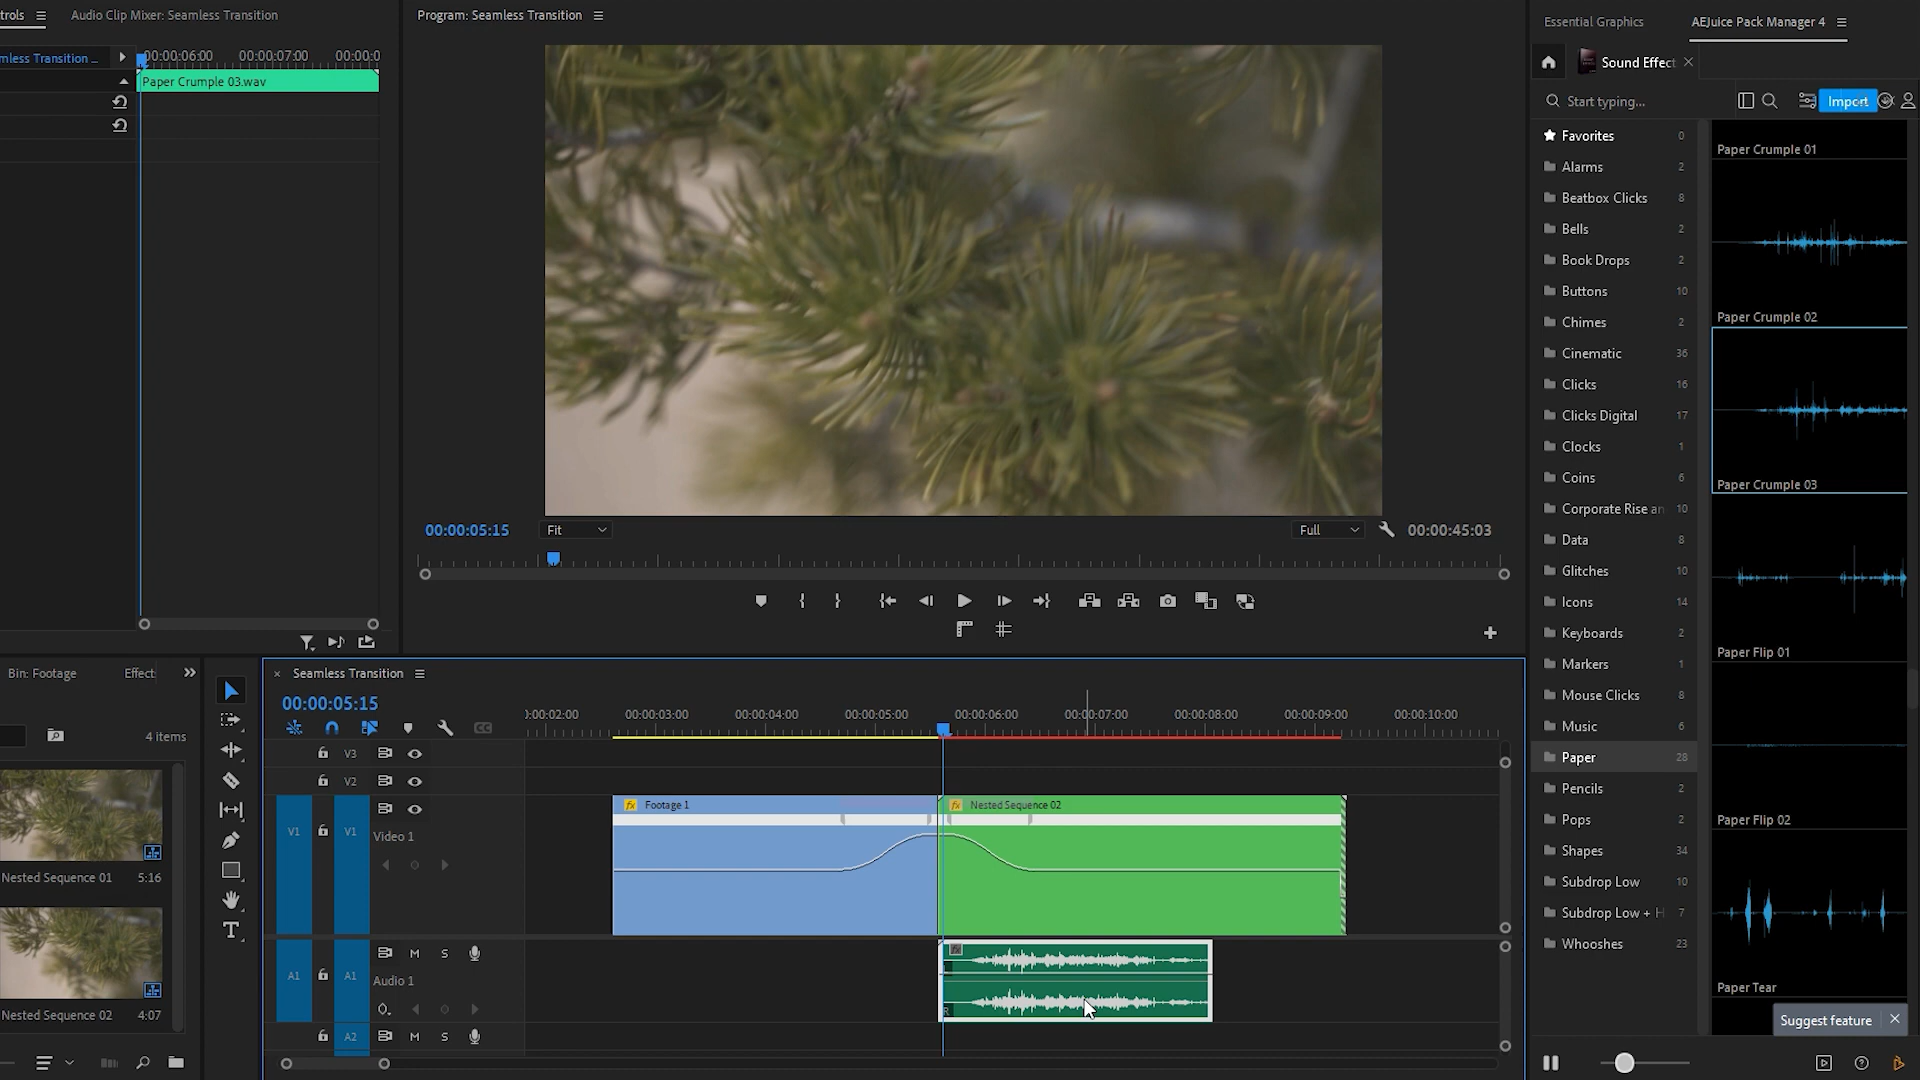 trols
Audio Clip Mixer: Seamless Transition
mless Transition ...
00:00:06:00
00:00:07:00
00:00:0
Paper Crumple 03.wav
Program: Seamless Transition
00:00:05:15
Fit
Full
00:00:45:03
Essential Graphics
AEJuice Pack Manager 4
Sound Effect
Start typing...
Import
Favorites 0
Alarms 2
Beatbox Clicks 8
Bells 2
Book Drops 2
Buttons 10
Chimes 2
Cinematic 36
Clicks 16
Clicks Digital 17
Clocks 1
Coins 6
Corporate Rise an 10
Data 8
Glitches 10
Icons 14
Keyboards 2
Markers 1
Mouse Clicks 8
Music 6
Paper 28
Pencils 2
Pops 2
Shapes 34
Subdrop Low 10
Subdrop Low + H 7
Whooshes 23
Paper Crumple 01
Paper Crumple 02
Paper Crumple 03
Paper Flip 01
Paper Flip 02
Paper Tear
Suggest feature
Bin: Footage
Effect
4 items
Nested Sequence 01 5:16
Nested Sequence 02 4:07
T
Seamless Transition
00:00:05:15
CC
):00:02:00
00:00:03:00
00:00:04:00
00:00:05:00
00:00:06:00
00:00:07:00
00:00:08:00
00:00:09:00
00:00:10:00
V3
V2
V1
V1
Video 1
fx Footage 1
fx Nested Sequence 02
A1
A1
M S
Audio 1
fx
R
A2
M S